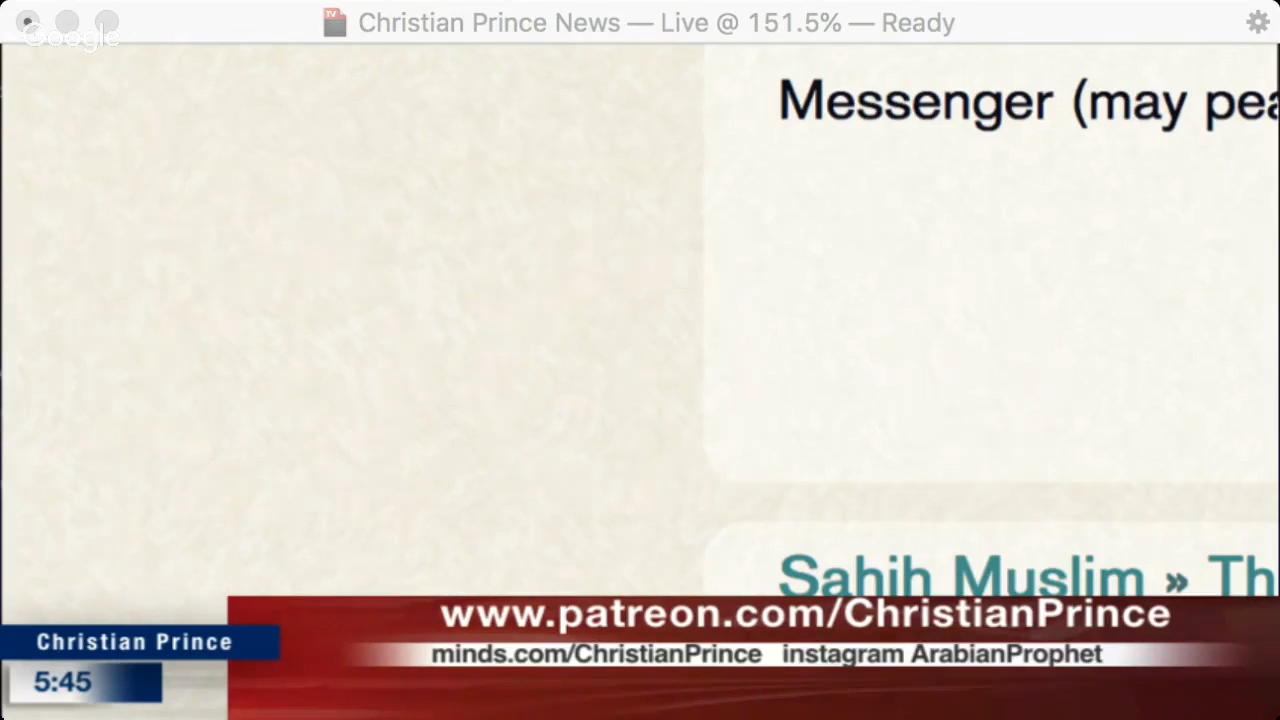 Christian Prince News — Live @ 151.5% — Ready
Google
Messenger (may pea
Sahih Muslim » Th
www.patreon.com/ChristianPrince
Christian Prince
minds.com/ChristianPrince instagram ArabianProphet
5:45